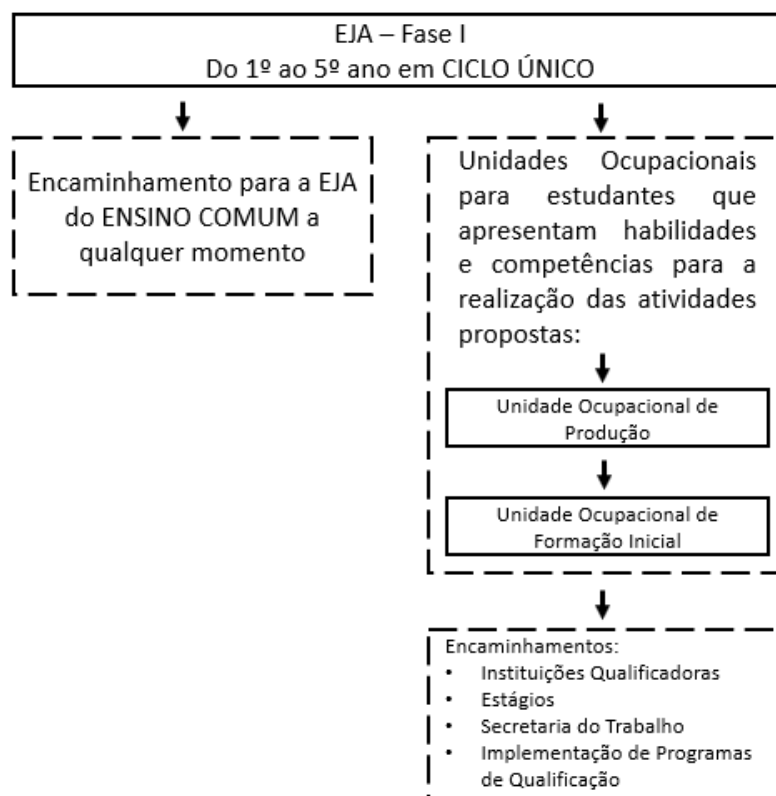 EJA – Fase I
Do 1º ao 5º ano em CICLO ÚNICO
Encaminhamento para a EJA
do ENSINO COMUM a
qualquer momento
Unidades Ocupacionais
para estudantes que
apresentam habilidades
e competências para a
realização das atividades
propostas:
Unidade Ocupacional de
Produção
Unidade Ocupacional de
Formação Inicial
Encaminhamentos:
• Instituições Qualificadoras
• Estágios
• Secretaria do Trabalho
• Implementação de Programas
de Qualificação